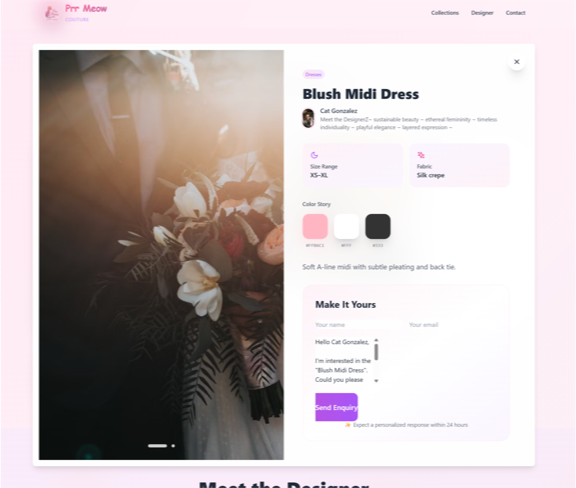 Prr Meow
COUTURE
Collections
Designer
Contact
Dresses
Blush Midi Dress
Cat Gonzalez
Meet the Designer!~ sustainable beauty ~ ethereal femininity ~ timeless
individuality ~ playful elegance ~ layered expression ~
Size Range
XS–XL
Fabric
Silk crepe
Color Story
#FFB6C1
#FFF
#333
Soft A-line midi with subtle pleating and back tie.
Make It Yours
Your name
Your email
Hello Cat Gonzalez,
I'm interested in the
"Blush Midi Dress".
Could you please
Send Enquiry
Expect a personalized response within 24 hours
Meet the Designer